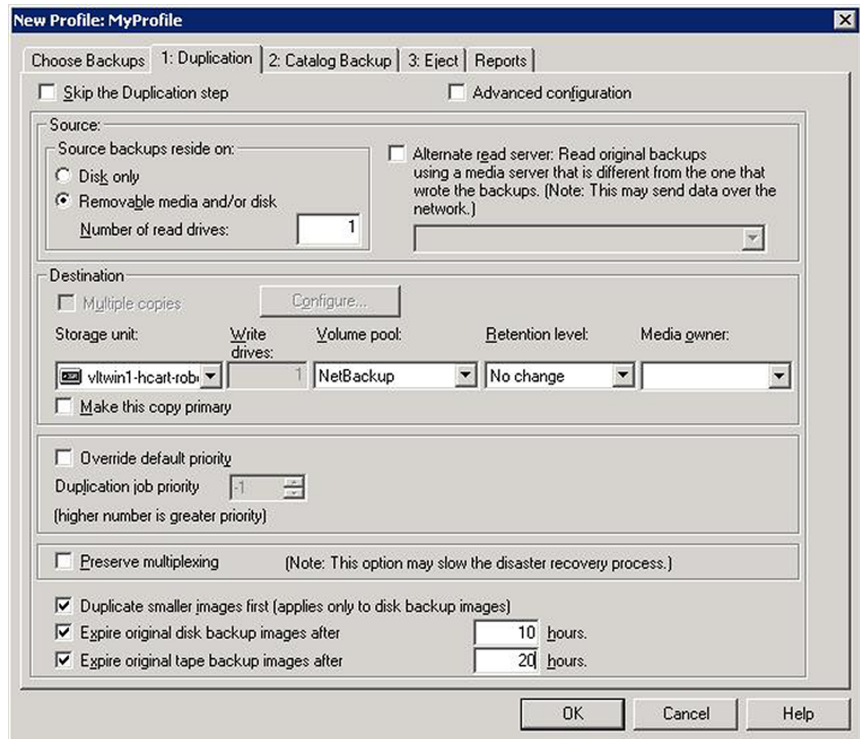 New Profile: MyProfile
Choose Backups 1: Duplication 2: Catalog Backup 3: Eject Reports
Skip the Duplication step Advanced configuration
Source:
Source backups reside on:
Disk only
Removable media and/or disk
Number of read drives: 1
Alternate read server: Read original backups
using a media server that is different from the one that
wrote the backups. (Note: This may send data over the
network.)
Destination
Multiple copies Configure...
Storage unit: Write drives: Volume pool: Retention level: Media owner:
vltwin1-hcart-rob 1 NetBackup No change
Make this copy primary
Override default priority
Duplication job priority -1
(higher number is greater priority)
Preserve multiplexing (Note: This option may slow the disaster recovery process.)
Duplicate smaller images first (applies only to disk backup images)
Expire original disk backup images after 10 hours.
Expire original tape backup images after 20 hours.
OK Cancel Help